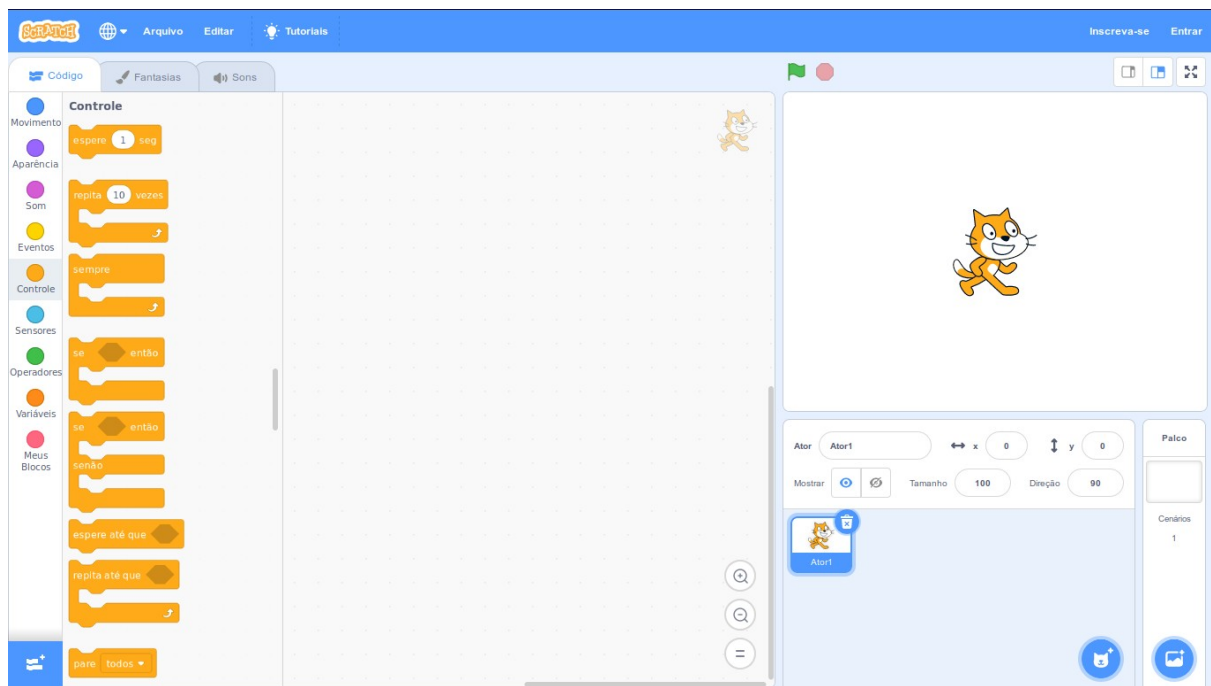 SCRATCH Arquivo Editar Tutoriais Inscreva-se Entrar
Código Fantasias Sons
Movimento
Aparência
Som
Eventos
Controle
Sensores
Operadores
Variáveis
Meus
Blocos
Controle
espere 1 seg
repita 10 vezes
sempre
se então
se então
senão
espere até que
repita até que
pare todos
Ator Ator1 x 0 y 0
Mostrar Tamanho 100 Direção 90
Ator1
Palco
Cenários
1